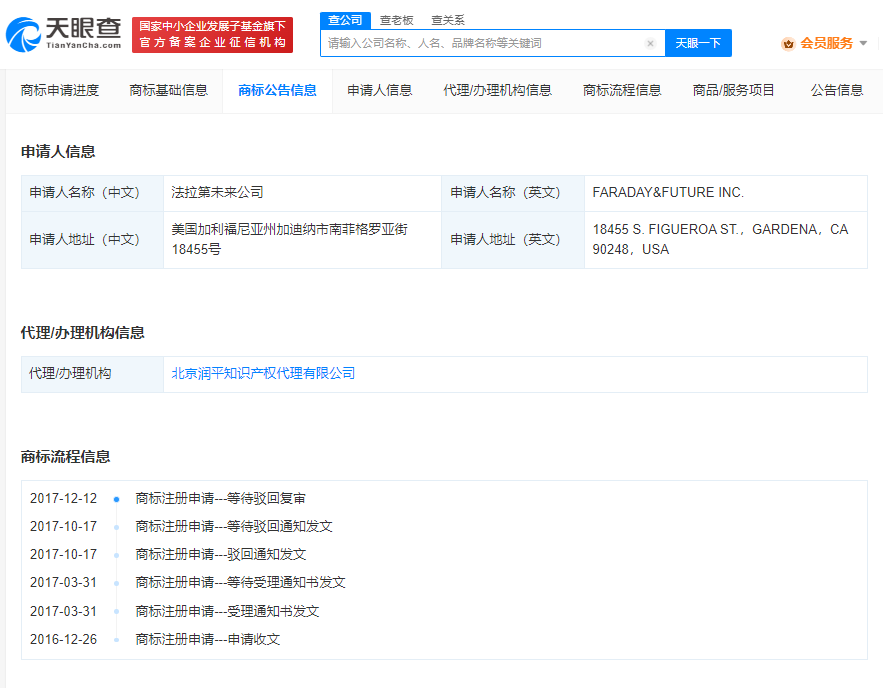 天眼查
TianYanCha.com
国家中小企业发展子基金旗下
官方备案企业征信机构
查公司 查老板 查关系
请输入公司名称、人名、品牌名称等关键词 × 天眼一下
会员服务
商标申请进度 商标基础信息 商标公告信息 申请人信息 代理/办理机构信息 商标流程信息 商品/服务项目 公告信息
申请人信息
申请人名称（中文） 法拉第未来公司 申请人名称（英文） FARADAY&FUTURE INC.
申请人地址（中文） 美国加利福尼亚州加迪纳市南菲格罗亚街
18455号
申请人地址（英文） 18455 S. FIGUEROA ST.，GARDENA，CA
90248，USA
代理/办理机构信息
代理/办理机构 北京润平知识产权代理有限公司
商标流程信息
2017-12-12 商标注册申请---等待驳回复审
2017-10-17 商标注册申请---等待驳回通知发文
2017-10-17 商标注册申请---驳回通知发文
2017-03-31 商标注册申请---等待受理通知书发文
2017-03-31 商标注册申请---受理通知书发文
2016-12-26 商标注册申请---申请收文